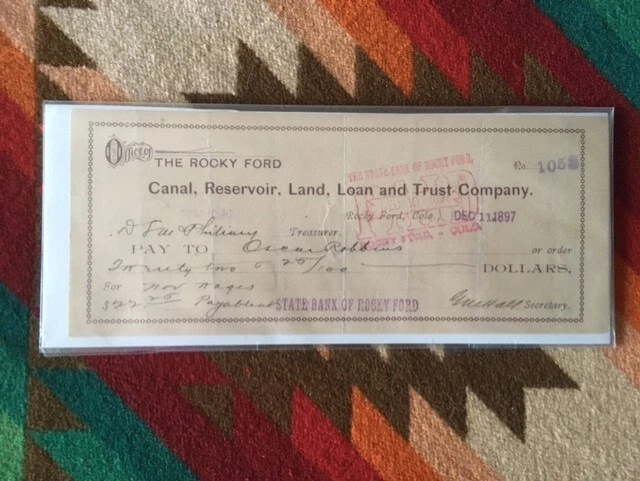 Office of
THE ROCKY FORD
THE STATE BANK OF ROCKY FORD,
No. 1058
Canal, Reservoir, Land, Loan and Trust Company.
PAID
Rocky Ford, Colo. DEC 11 1897
ROCKY FORD, COLO.
Treasurer.
PAY TO Oscar Robbins or order
Twenty two & 25/100 DOLLARS.
For Nov Wages
$22.25 Payable at STATE BANK OF ROCKY FORD
Hall Secretary.